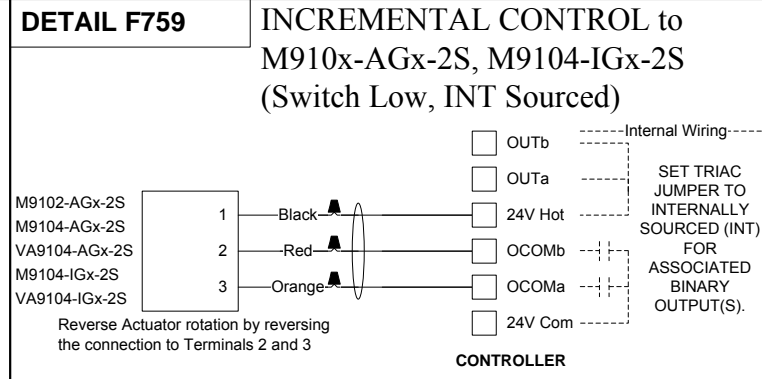 DETAIL F759
INCREMENTAL CONTROL to
M910x-AGx-2S, M9104-IGx-2S
(Switch Low, INT Sourced)
Internal Wiring
OUTb
OUTa
24V Hot
OCOMb
OCOMa
24V Com
SET TRIAC
JUMPER TO
INTERNALLY
SOURCED (INT)
FOR
ASSOCIATED
BINARY
OUTPUT(S).
M9102-AGx-2S
M9104-AGx-2S
VA9104-AGx-2S
M9104-IGx-2S
VA9104-IGx-2S
1
Black
2
Red
3
Orange
Reverse Actuator rotation by reversing
the connection to Terminals 2 and 3
CONTROLLER